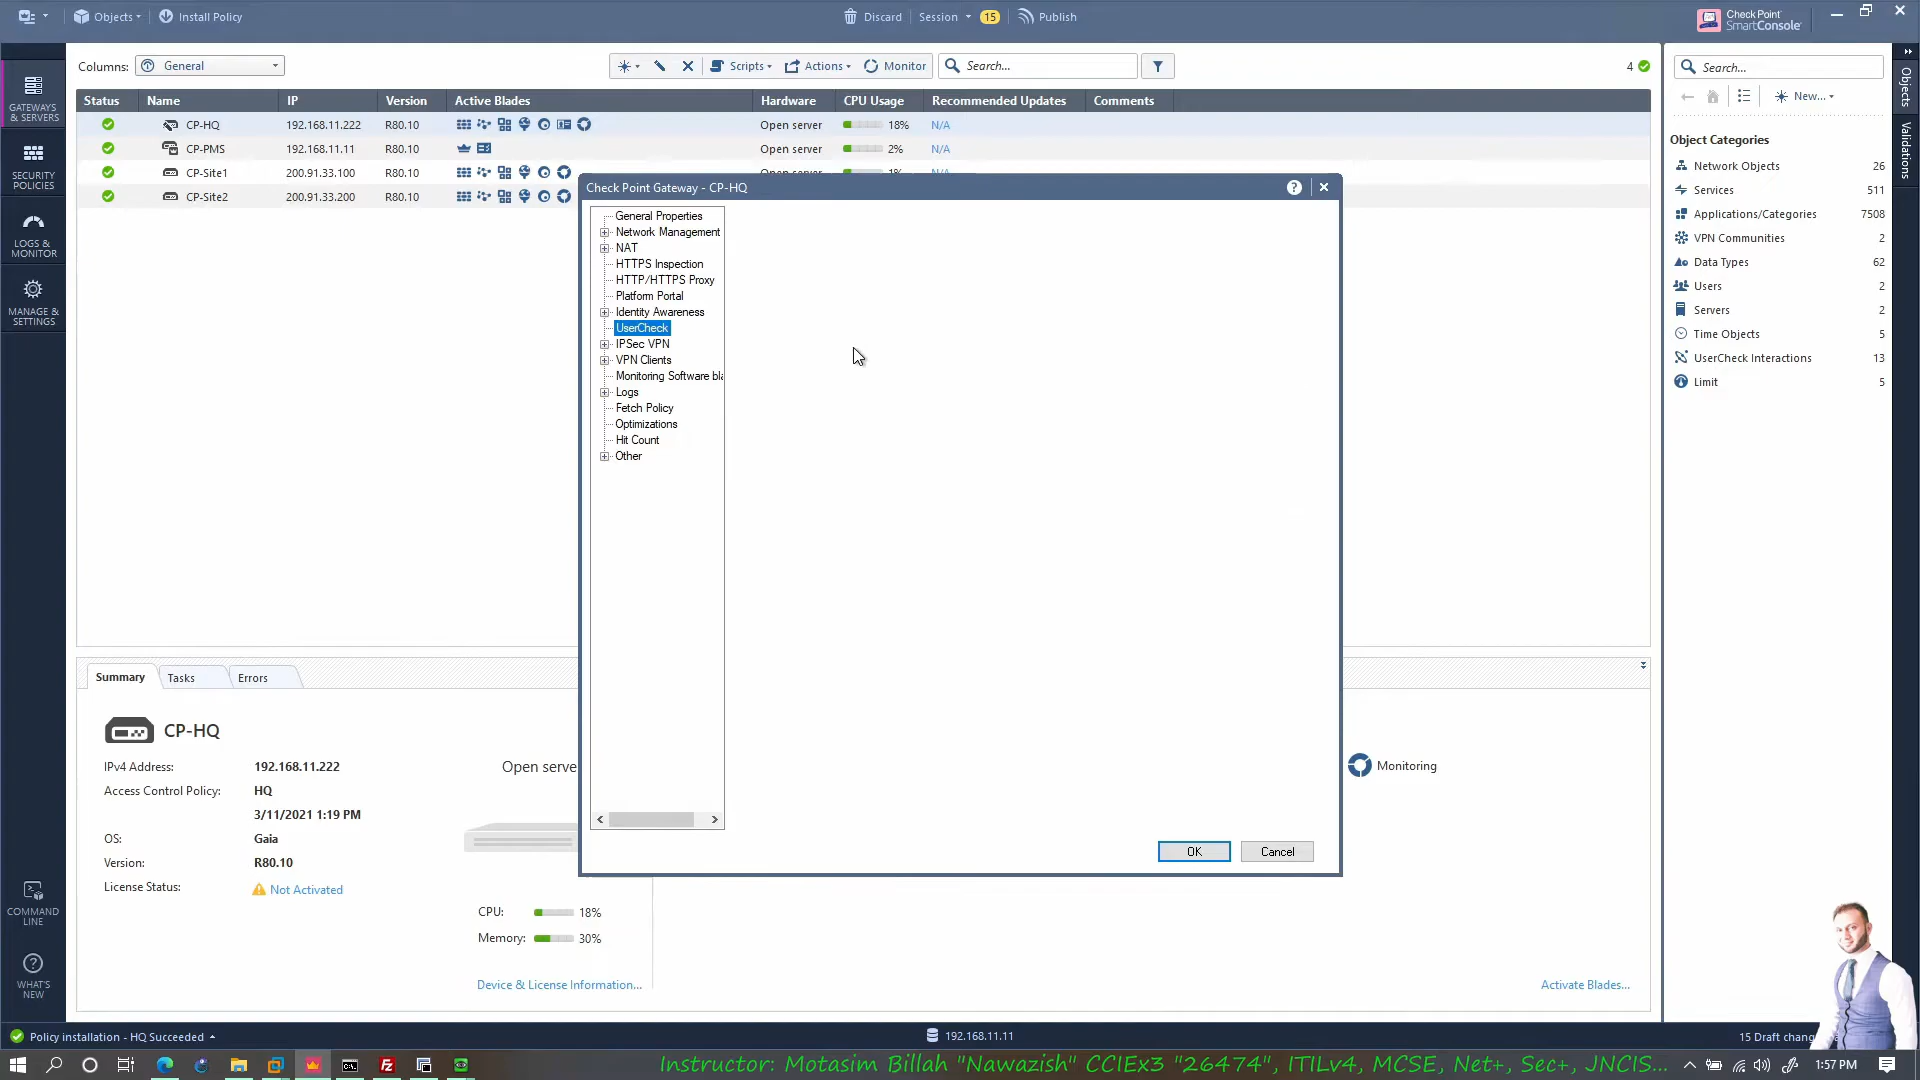 Objects
Install Policy
Discard
Session
15
Publish
Check Point
SmartConsole
GATEWAYS
& SERVERS
SECURITY
POLICIES
LOGS &
MONITOR
MANAGE &
SETTINGS
COMMAND
LINE
WHAT'S
NEW
Columns:
General
Scripts
Actions
Monitor
Search...
4
Status Name IP Version Active Blades Hardware CPU Usage Recommended Updates Comments
CP-HQ 192.168.11.222 R80.10 Open server 18% N/A
CP-PMS 192.168.11.11 R80.10 Open server 2% N/A
CP-Site1 200.91.33.100 R80.10
CP-Site2 200.91.33.200 R80.10
Check Point Gateway - CP-HQ
?
General Properties
Network Management
NAT
HTTPS Inspection
HTTP/HTTPS Proxy
Platform Portal
Identity Awareness
UserCheck
IPSec VPN
VPN Clients
Monitoring Software bla
Logs
Fetch Policy
Optimizations
Hit Count
Other
OK
Cancel
Search...
New...
Object Categories
Network Objects 26
Services 511
Applications/Categories 7508
VPN Communities 2
Data Types 62
Users 2
Servers 2
Time Objects 5
UserCheck Interactions 13
Limit 5
Objects
Validations
Summary
Tasks
Errors
CP-HQ
IPv4 Address: 192.168.11.222
Access Control Policy: HQ
3/11/2021 1:19 PM
OS: Gaia
Version: R80.10
License Status: Not Activated
Open serve
CPU: 18%
Memory: 30%
Device & License Information...
Monitoring
Activate Blades...
Policy installation - HQ Succeeded
192.168.11.11
15 Draft chang
Instructor: Motasim Billah "Nawazish" CCIEx3 "26474", ITILv4, MCSE, Net+, Sec+, JNCIS...
1:57 PM